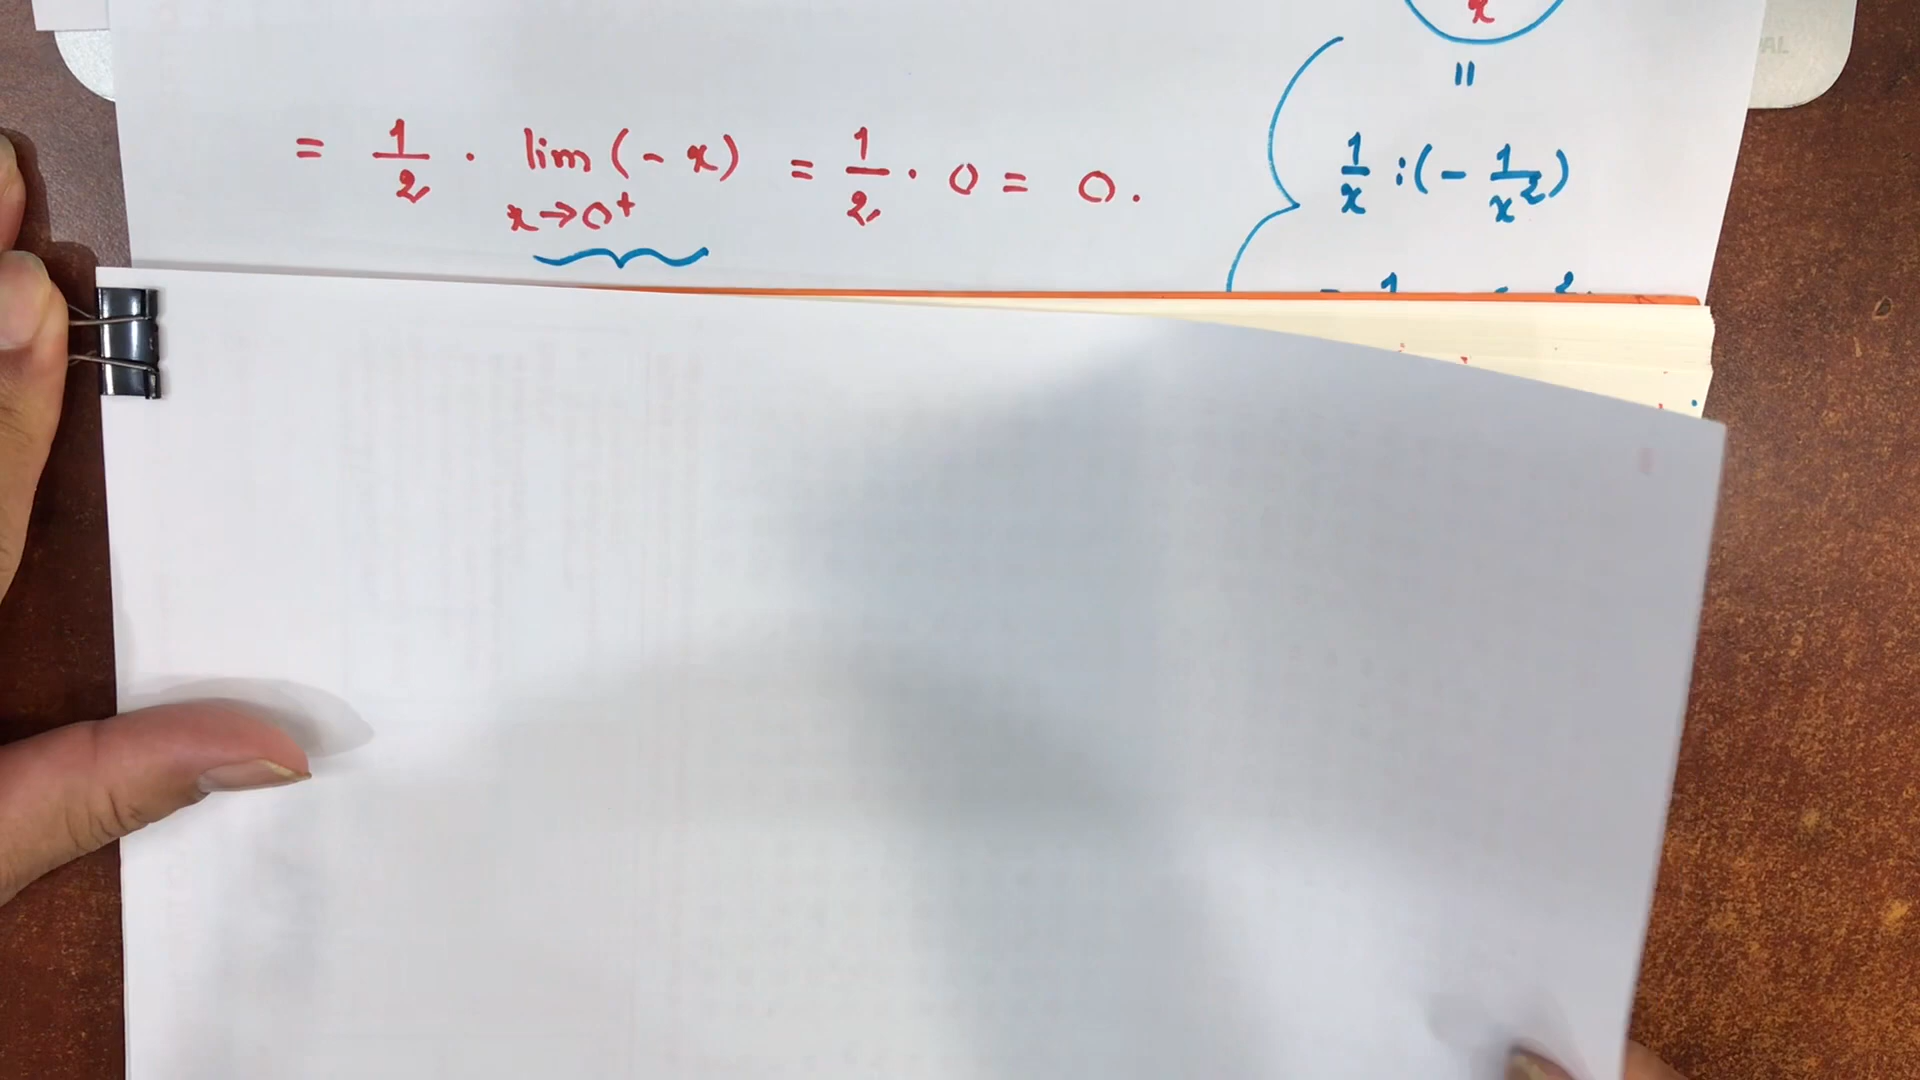 x
=
= 1/2 · lim (- x) = 1/2 · 0 = 0.
x→0⁺
1/x : (- 1/x²)